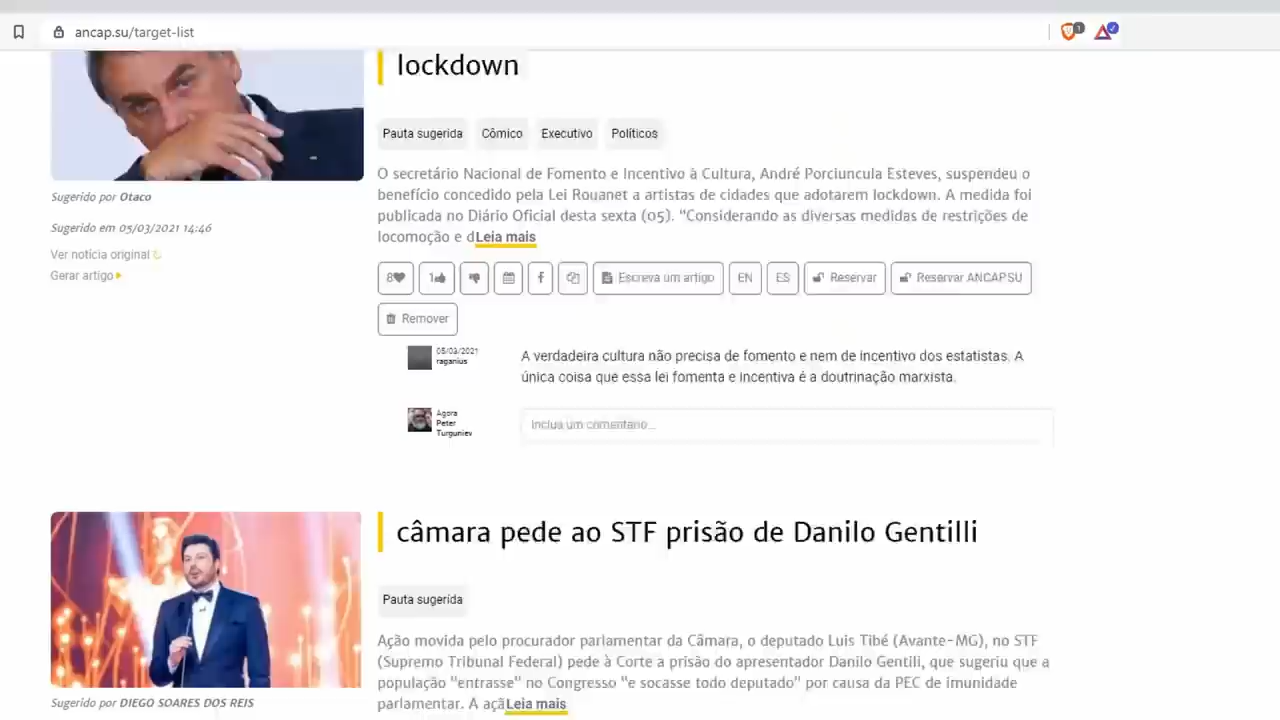 ancap.su/target-list
1
lockdown
Pauta sugerida
Cômico
Executivo
Políticos
O secretário Nacional de Fomento e Incentivo à Cultura, André Porciuncula Esteves, suspendeu o
benefício concedido pela Lei Rouanet a artistas de cidades que adotarem lockdown. A medida foi
publicada no Diário Oficial desta sexta (05). "Considerando as diversas medidas de restrições de
locomoção e dLeia mais
Sugerido por Otaco
Sugerido em 05/03/2021 14:46
Ver notícia original
Gerar artigo
8
1
Escreva um artigo
EN
ES
Reservar
Reservar ANCAPSU
Remover
05/03/2021
raganius
A verdadeira cultura não precisa de fomento e nem de incentivo dos estatistas. A
única coisa que essa lei fomenta e incentiva é a doutrinação marxista.
Agora
Peter
Turguniev
Inclua um comentário...
câmara pede ao STF prisão de Danilo Gentilli
Pauta sugerida
Ação movida pelo procurador parlamentar da Câmara, o deputado Luis Tibé (Avante-MG), no STF
(Supremo Tribunal Federal) pede à Corte a prisão do apresentador Danilo Gentili, que sugeriu que a
população "entrasse" no Congresso "e socasse todo deputado" por causa da PEC de imunidade
parlamentar. A açãLeia mais
Sugerido por DIEGO SOARES DOS REIS